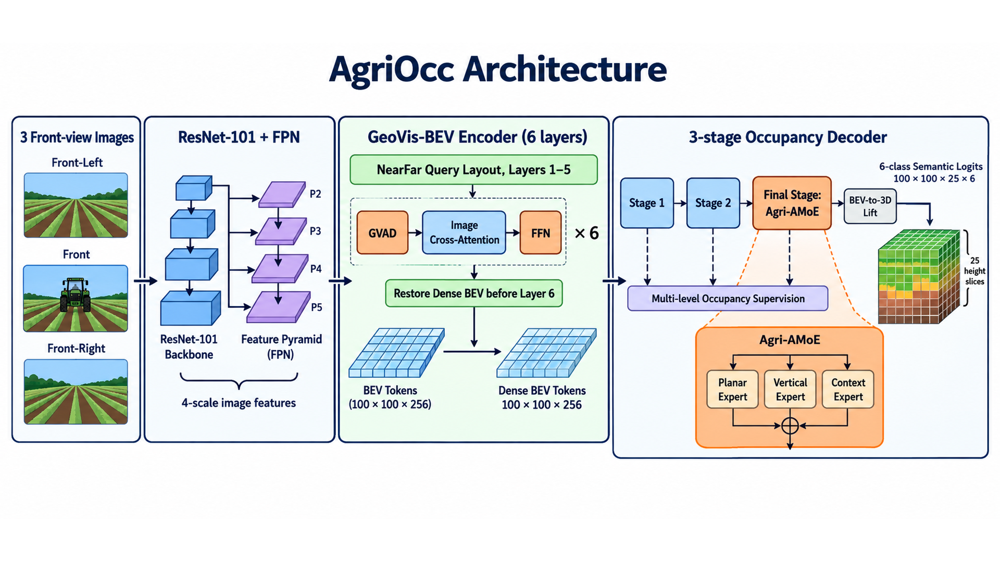 AgriOcc Architecture
3 Front-view Images
Front-Left
Front
Front-Right
ResNet-101 + FPN
P2
P3
P4
P5
ResNet-101
Backbone
Feature Pyramid
(FPN)
4-scale image features
GeoVis-BEV Encoder (6 layers)
NearFar Query Layout, Layers 1–5
GVAD
Image
Cross-Attention
FFN
× 6
Restore Dense BEV before Layer 6
BEV Tokens
(100 × 100 × 256)
Dense BEV Tokens
100 × 100 × 256
3-stage Occupancy Decoder
6-class Semantic Logits
100 × 100 × 25 × 6
Stage 1
Stage 2
Final Stage:
Agri-AMoE
BEV-to-3D
Lift
25
height
slices
Multi-level Occupancy Supervision
Agri-AMoE
Planar
Expert
Vertical
Expert
Context
Expert